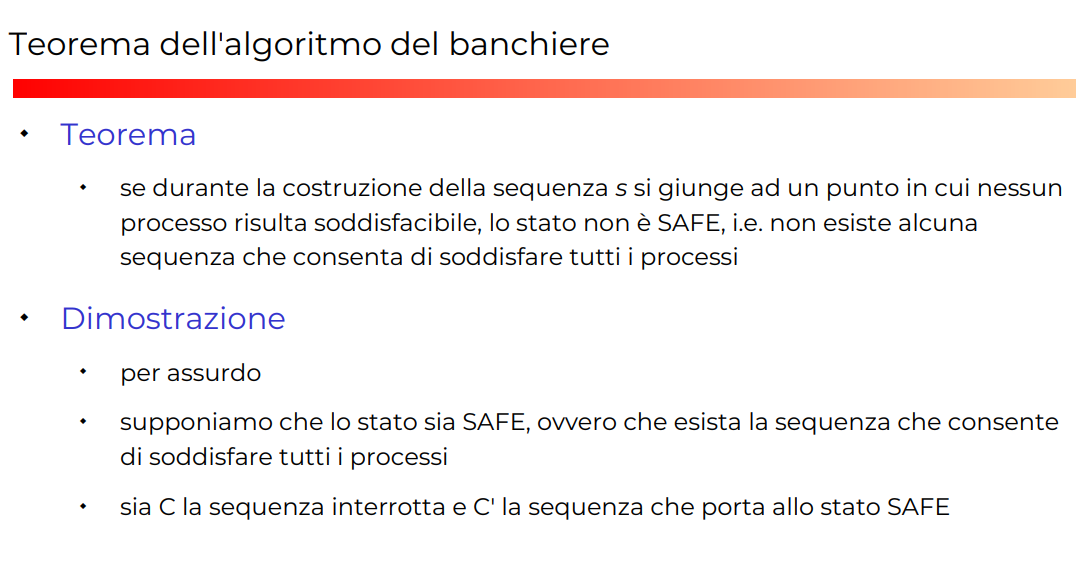 Teorema dell'algoritmo del banchiere
Teorema
se durante la costruzione della sequenza s si giunge ad un punto in cui nessun
processo risulta soddisfacibile, lo stato non è SAFE, i.e. non esiste alcuna
sequenza che consenta di soddisfare tutti i processi
Dimostrazione
per assurdo
supponiamo che lo stato sia SAFE, ovvero che esista la sequenza che consente
di soddisfare tutti i processi
sia C la sequenza interrotta e C' la sequenza che porta allo stato SAFE